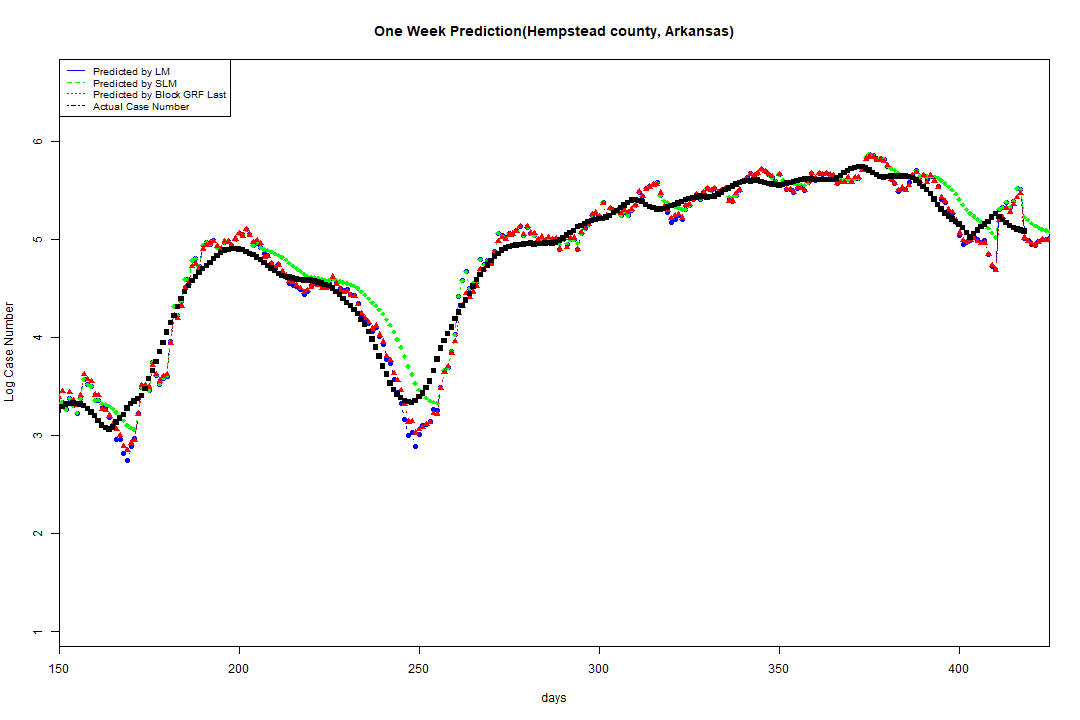 One Week Prediction(Hempstead county, Arkansas)
Predicted by LM
Predicted by SLM
Predicted by Block GRF Last
Actual Case Number
6
5
4
3
2
1
Log Case Number
150 200 250 300 350 400
days